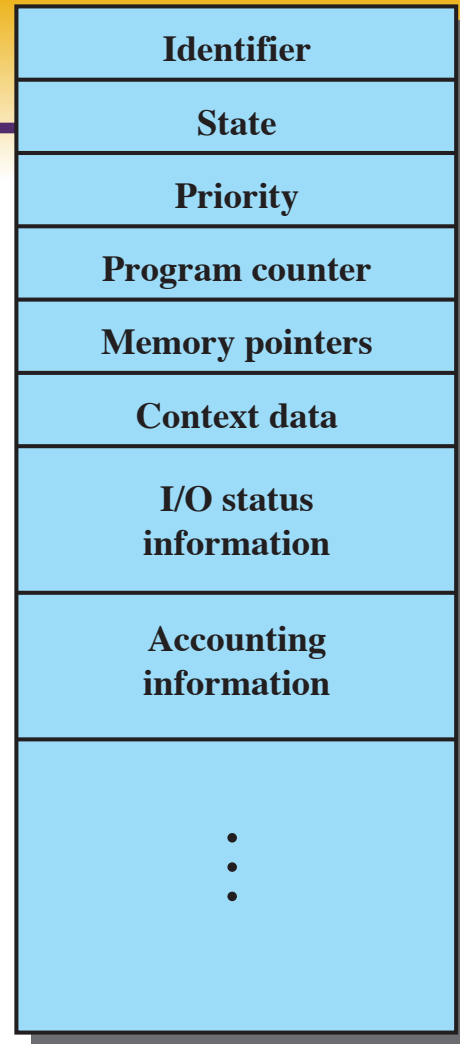 Identifier
State
Priority
Program counter
Memory pointers
Context data
I/O status
information
Accounting
information